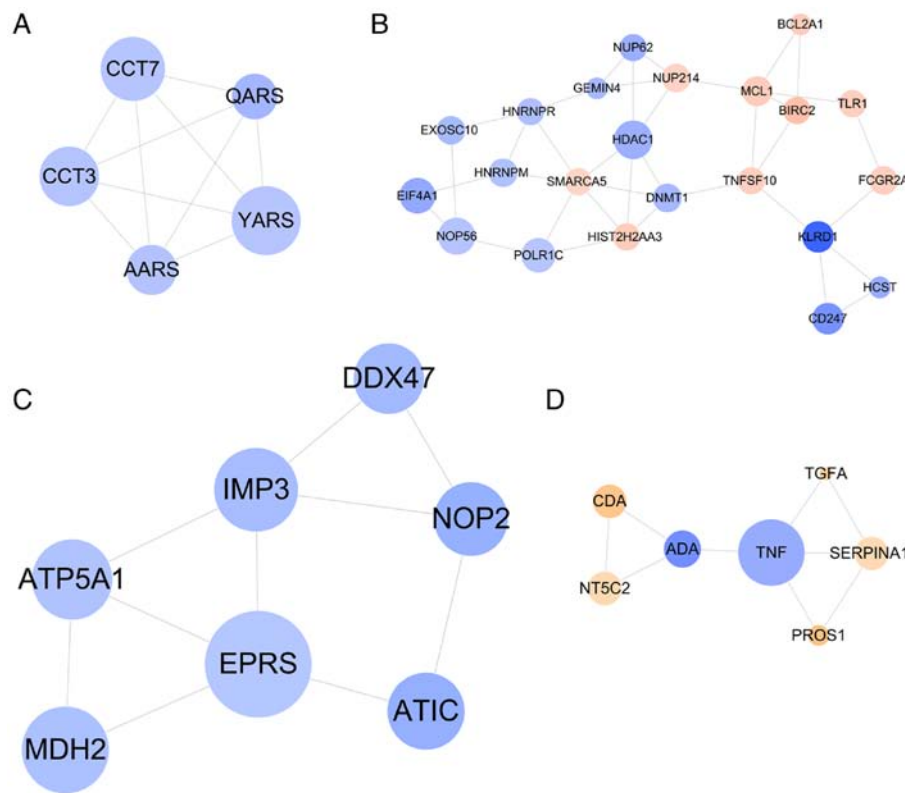 A
CCT7
QARS
CCT3
YARS
AARS
B
BCL2A1
NUP62
NUP214
GEMIN4
MCL1
TLR1
BIRC2
HNRNPR
EXOSC10
HDAC1
HNRNPM
SMARCA5
TNFSF10
FCGR2A
EIF4A1
DNMT1
NOP56
HIST2H2AA3
KLRD1
POLR1C
HCST
CD247
C
DDX47
IMP3
NOP2
ATP5A1
EPRS
ATIC
MDH2
D
TGFA
CDA
ADA
TNF
SERPINA1
NT5C2
PROS1